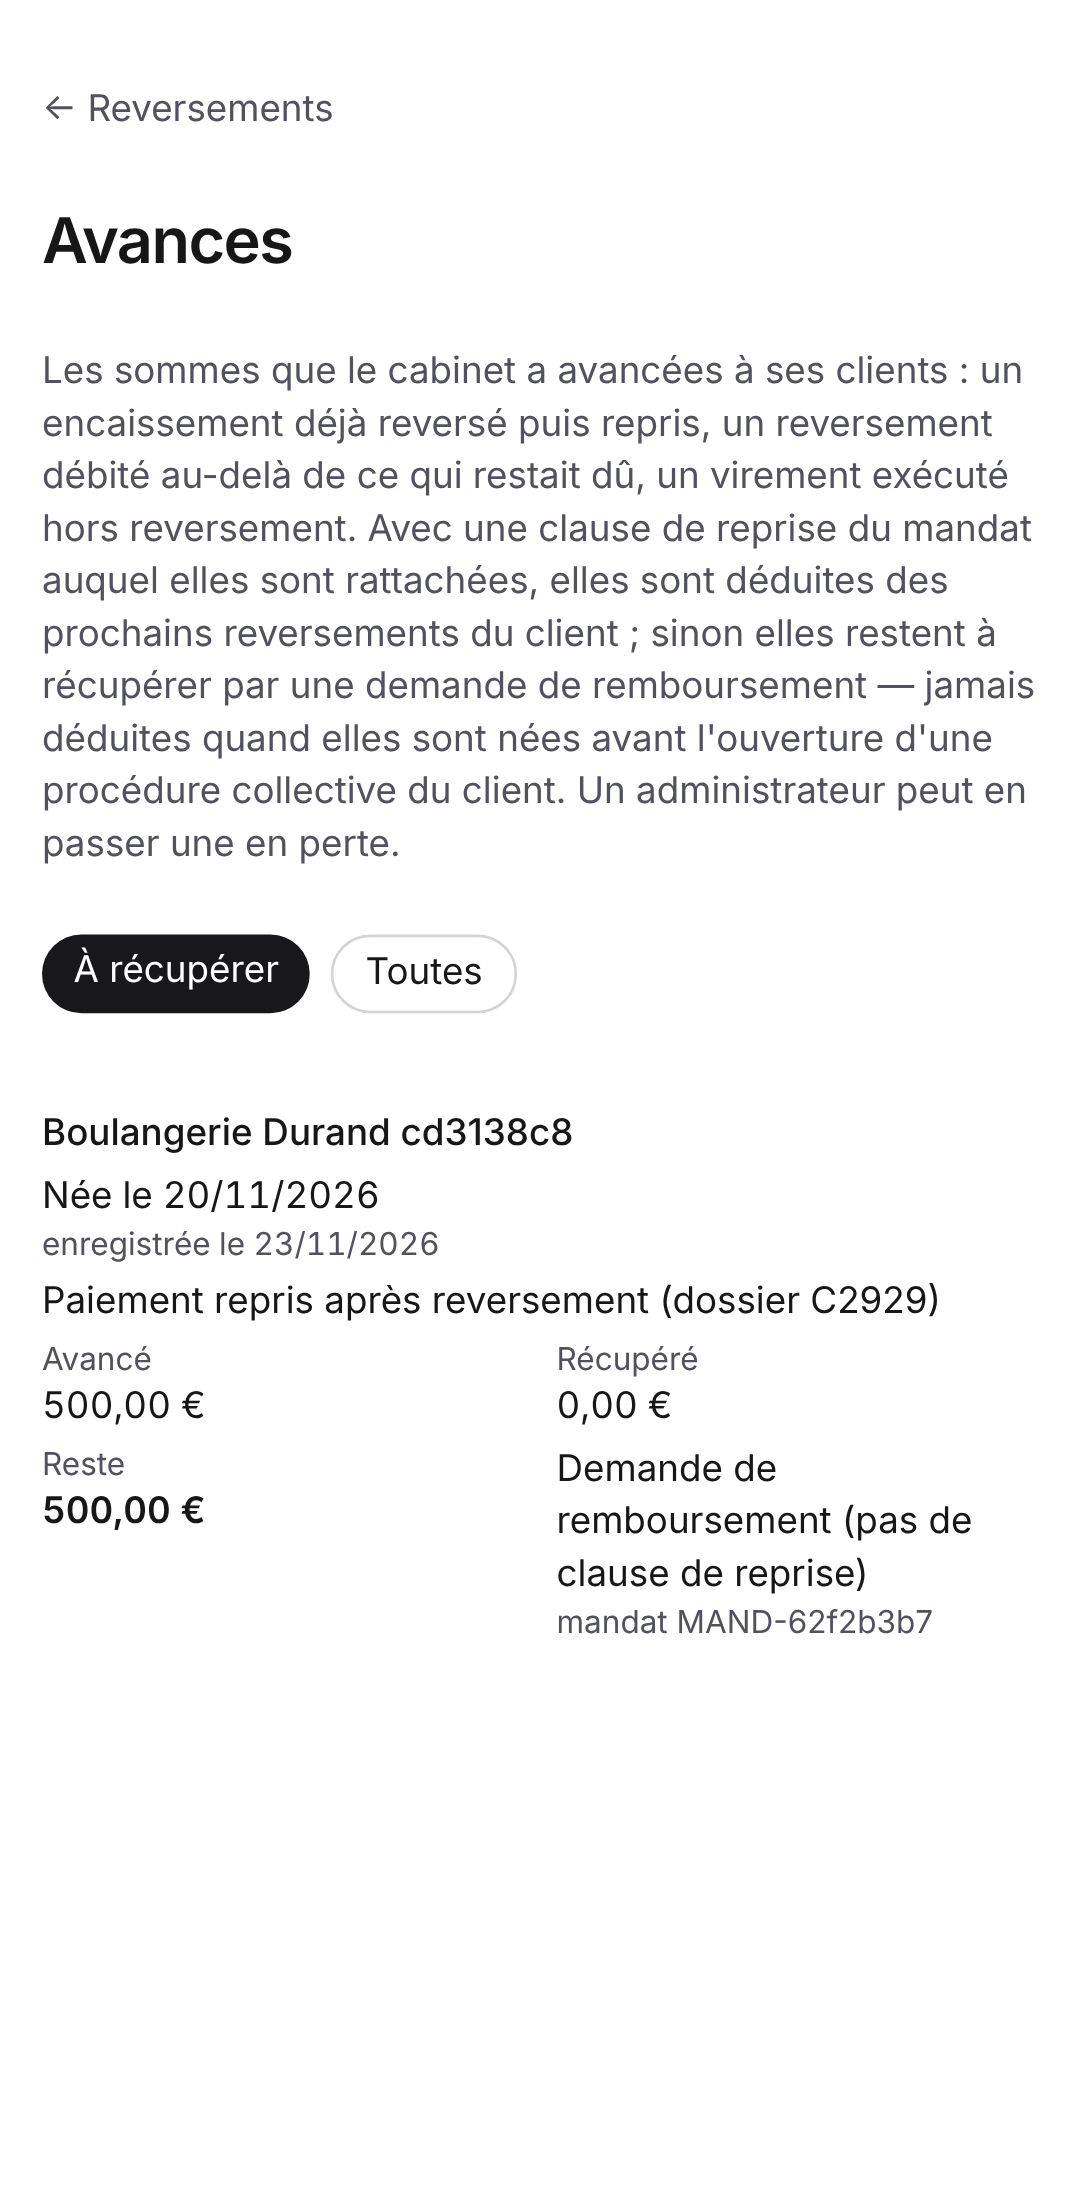 ← Reversements
Avances
Les sommes que le cabinet a avancées à ses clients : un
encaissement déjà reversé puis repris, un reversement
débité au-delà de ce qui restait dû, un virement exécuté
hors reversement. Avec une clause de reprise du mandat
auquel elles sont rattachées, elles sont déduites des
prochains reversements du client ; sinon elles restent à
récupérer par une demande de remboursement — jamais
déduites quand elles sont nées avant l'ouverture d'une
procédure collective du client. Un administrateur peut en
passer une en perte.
À récupérer
Toutes
Boulangerie Durand cd3138c8
Née le 20/11/2026
enregistrée le 23/11/2026
Paiement repris après reversement (dossier C2929)
Avancé
500,00 €
Récupéré
0,00 €
Reste
500,00 €
Demande de
remboursement (pas de
clause de reprise)
mandat MAND-62f2b3b7